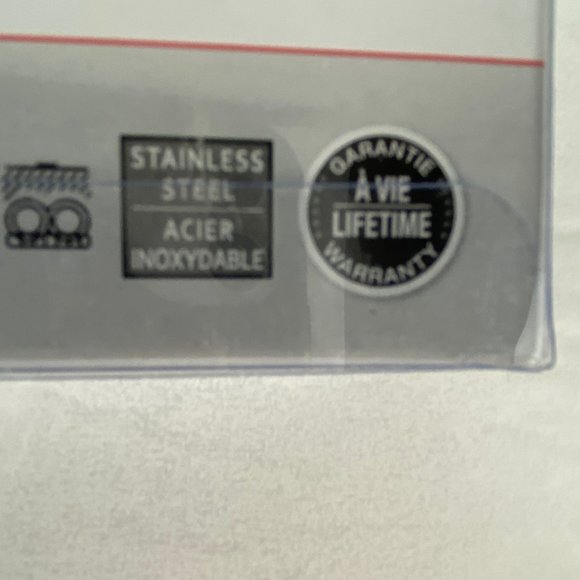 STAINLESS
STEEL
ACIER
INOXYDABLE
GARANTIE
À VIE
LIFETIME
WARRANTY